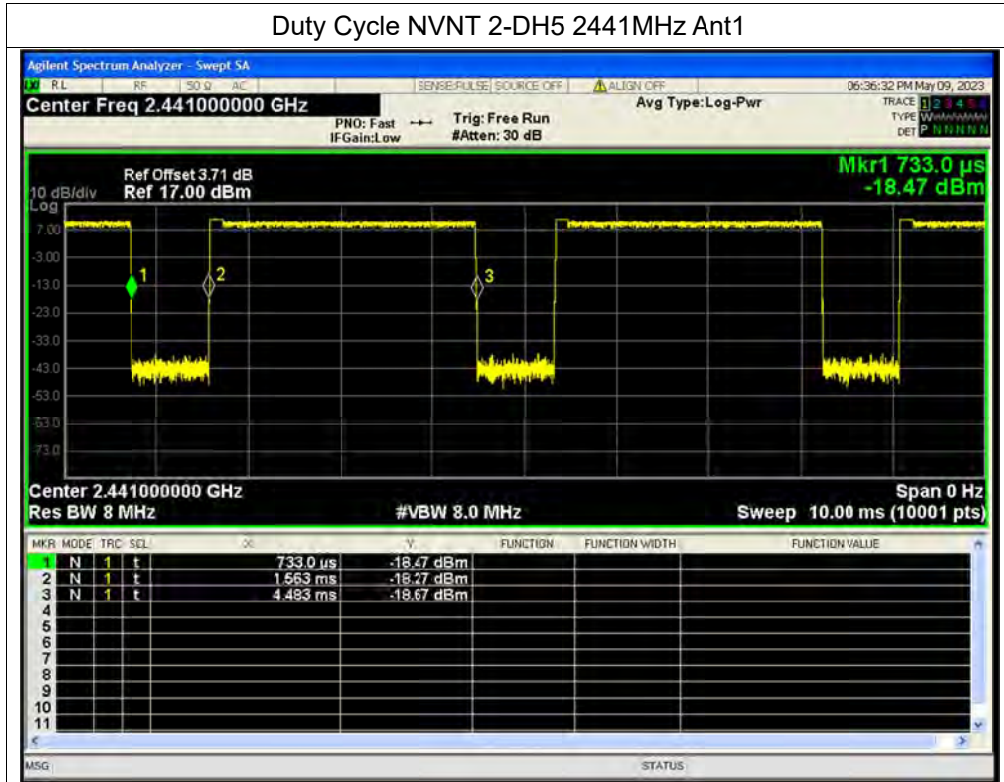 Duty Cycle NVNT 2-DH5 2441MHz Ant1
Agilent Spectrum Analyzer - Swept SA
RL RF 50 Ω AC SENSE:PULSE SOURCE OFF ALIGN OFF 06:36:32 PM May 09, 2023
Center Freq 2.441000000 GHz Avg Type:Log-Pwr TRACE 1 2 3 4 5 6
PNO: Fast Trig: Free Run TYPE
IFGain:Low #Atten: 30 dB DET P N N N N N
Mkr1 733.0 µs
Ref Offset 3.71 dB
10 dB/div Ref 17.00 dBm -18.47 dBm
Log
7.00
-3.00
1 2 3
-13.0
-23.0
-33.0
-43.0
-53.0
-63.0
-73.0
Center 2.441000000 GHz Span 0 Hz
Res BW 8 MHz #VBW 8.0 MHz Sweep 10.00 ms (10001 pts)
MKR MODE TRC SCL X Y FUNCTION FUNCTION WIDTH FUNCTION VALUE
1 N 1 t 733.0 µs -18.47 dBm
2 N 1 t 1.563 ms -18.27 dBm
3 N 1 t 4.483 ms -18.67 dBm
4
5
6
7
8
9
10
11
MSG STATUS